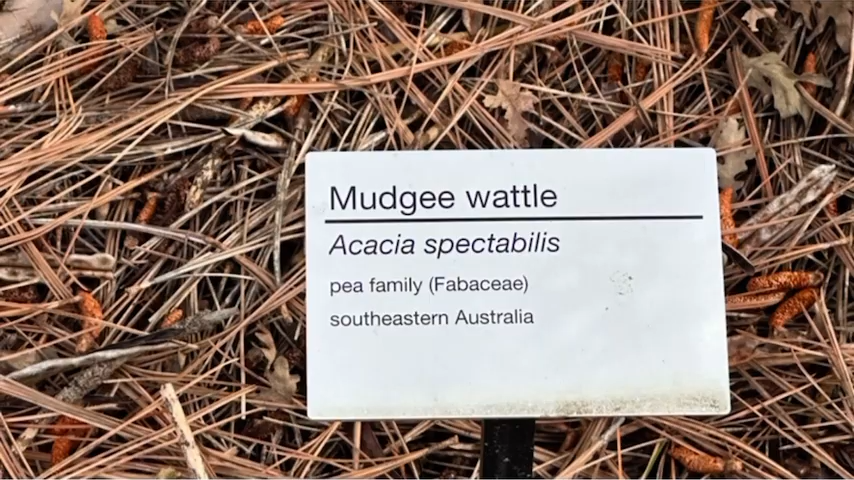 Mudgee wattle
Acacia spectabilis
pea family (Fabaceae)
southeastern Australia